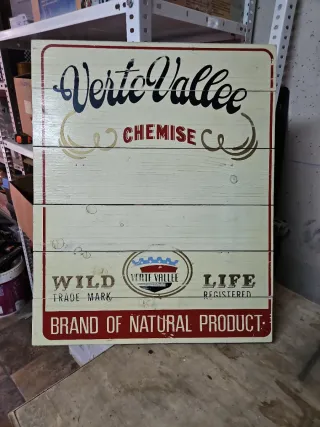 Verte Vallee
CHEMISE
VERTE VALLEE
WILD LIFE
TRADE MARK REGISTERED
BRAND OF NATURAL PRODUCT